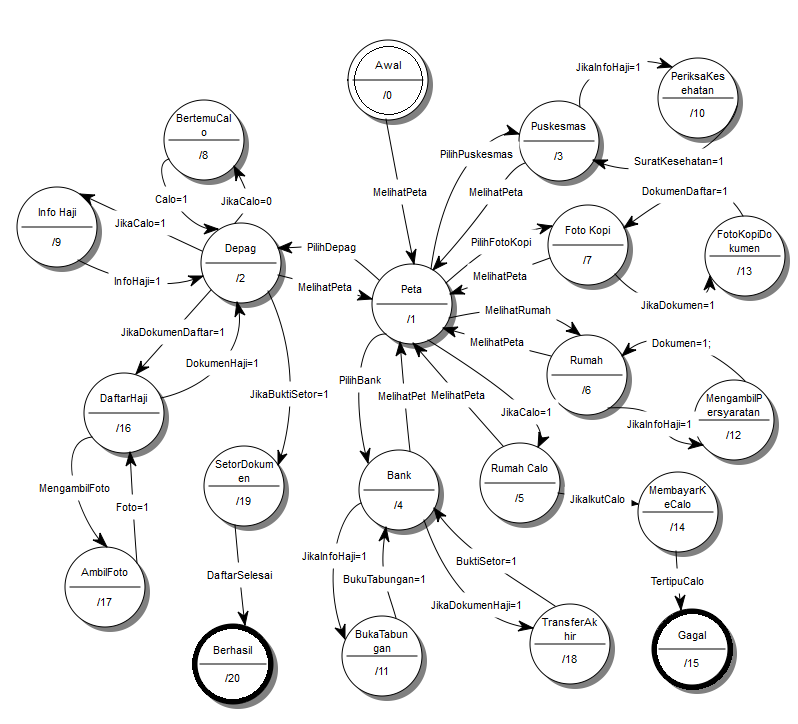 Awal
/0
MelihatPeta
BertemuCal
o
/8
Calo=1
JikaCalo=0
Info Haji
/9
JikaCalo=1
InfoHaji=1
Depag
/2
PilihDepag
MelihatPeta
Peta
/1
PilihPuskesmas
MelihatPeta
Puskesmas
/3
JikaInfoHaji=1
PeriksaKes
ehatan
/10
SuratKesehatan=1
PilihFotoKopi
MelihatPeta
Foto Kopi
/7
DokumenDaftar=1
FotoKopiDo
kumen
/13
JikaDokumen=1
MelihatRumah
MelihatPeta
Rumah
/6
Dokumen=1;
MengambilP
ersyaratan
/12
JikaInfoHaji=1
JikaDokumenDaftar=1
DokumenHaji=1
DaftarHaji
/16
MengambilFoto
Foto=1
AmbilFoto
/17
JikaBuktiSetor=1
SetorDokum
en
/19
DaftarSelesai
Berhasil
/20
PilihBank
MelihatPet
Bank
/4
JikaInfoHaji=1
BukuTabungan=1
BukaTabun
gan
/11
BuktiSetor=1
JikaDokumenHaji=1
TransferAk
hir
/18
MelihatPeta
JikaCalo=1
Rumah Calo
/5
JikaIkutCalo
MembayarK
eCalo
/14
TertipuCalo
Gagal
/15